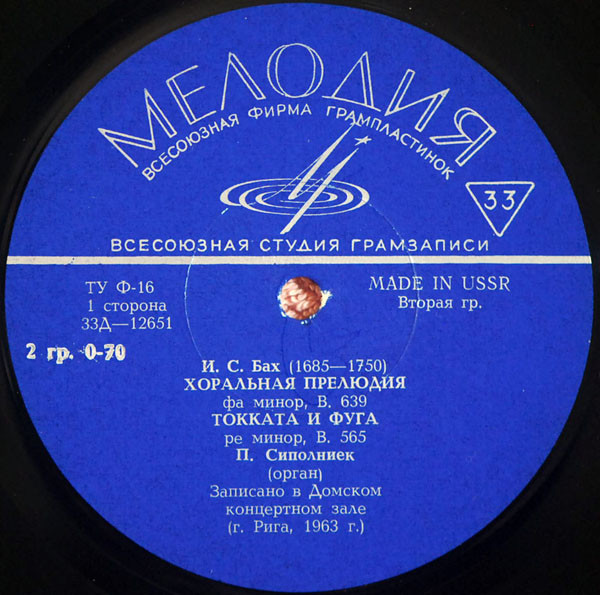 МЕЛОДИЯ
ВСЕСОЮЗНАЯ ФИРМА ГРАМПЛАСТИНОК
33
ВСЕСОЮЗНАЯ СТУДИЯ ГРАМЗАПИСИ
ТУ Ф-16
MADE IN USSR
1 сторона
Вторая гр.
33Д—12651
2 гр. 0-70
И. С. Бах (1685—1750)
ХОРАЛЬНАЯ ПРЕЛЮДИЯ
фа минор, В. 639
ТОККАТА И ФУГА
ре минор, В. 565
П. Сиполниек
(орган)
Записано в Домском
концертном зале
(г. Рига, 1963 г.)